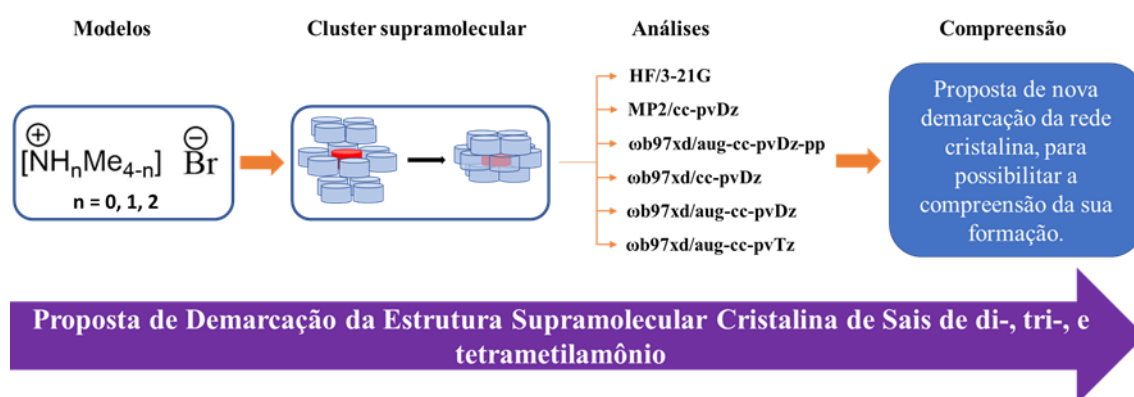 Modelos
Cluster supramolecular
Análises
Compreensão
[NHnMe4-n] Br
⊕
⊖
n = 0, 1, 2
HF/3-21G
MP2/cc-pvDz
ωb97xd/aug-cc-pvDz-pp
ωb97xd/cc-pvDz
ωb97xd/aug-cc-pvDz
ωb97xd/aug-cc-pvTz
Proposta de nova
demarcação da rede
cristalina, para
possibilitar a
compreensão da sua
formação.
Proposta de Demarcação da Estrutura Supramolecular Cristalina de Sais de di-, tri-, e
tetrametilamônio